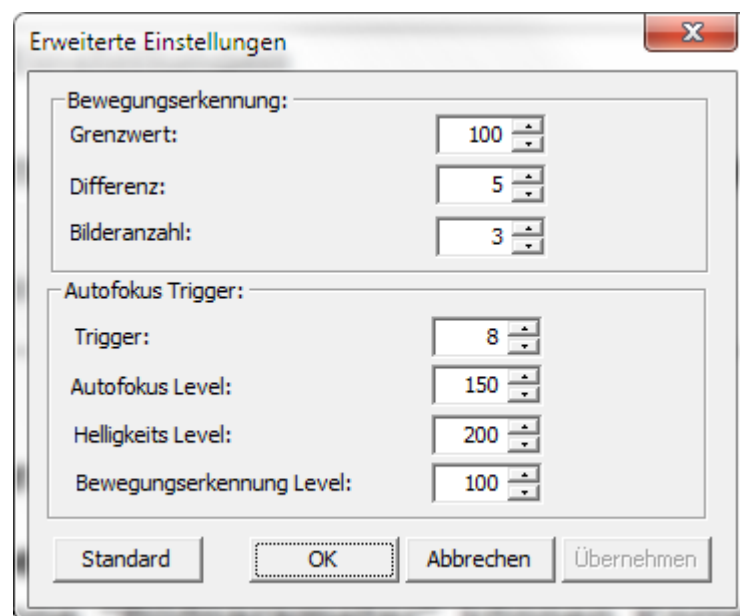 Erweiterte Einstellungen
Bewegungserkennung:
Grenzwert: 100
Differenz: 5
Bilderanzahl: 3
Autofokus Trigger:
Trigger: 8
Autofokus Level: 150
Helligkeits Level: 200
Bewegungserkennung Level: 100
Standard OK Abbrechen Übernehmen